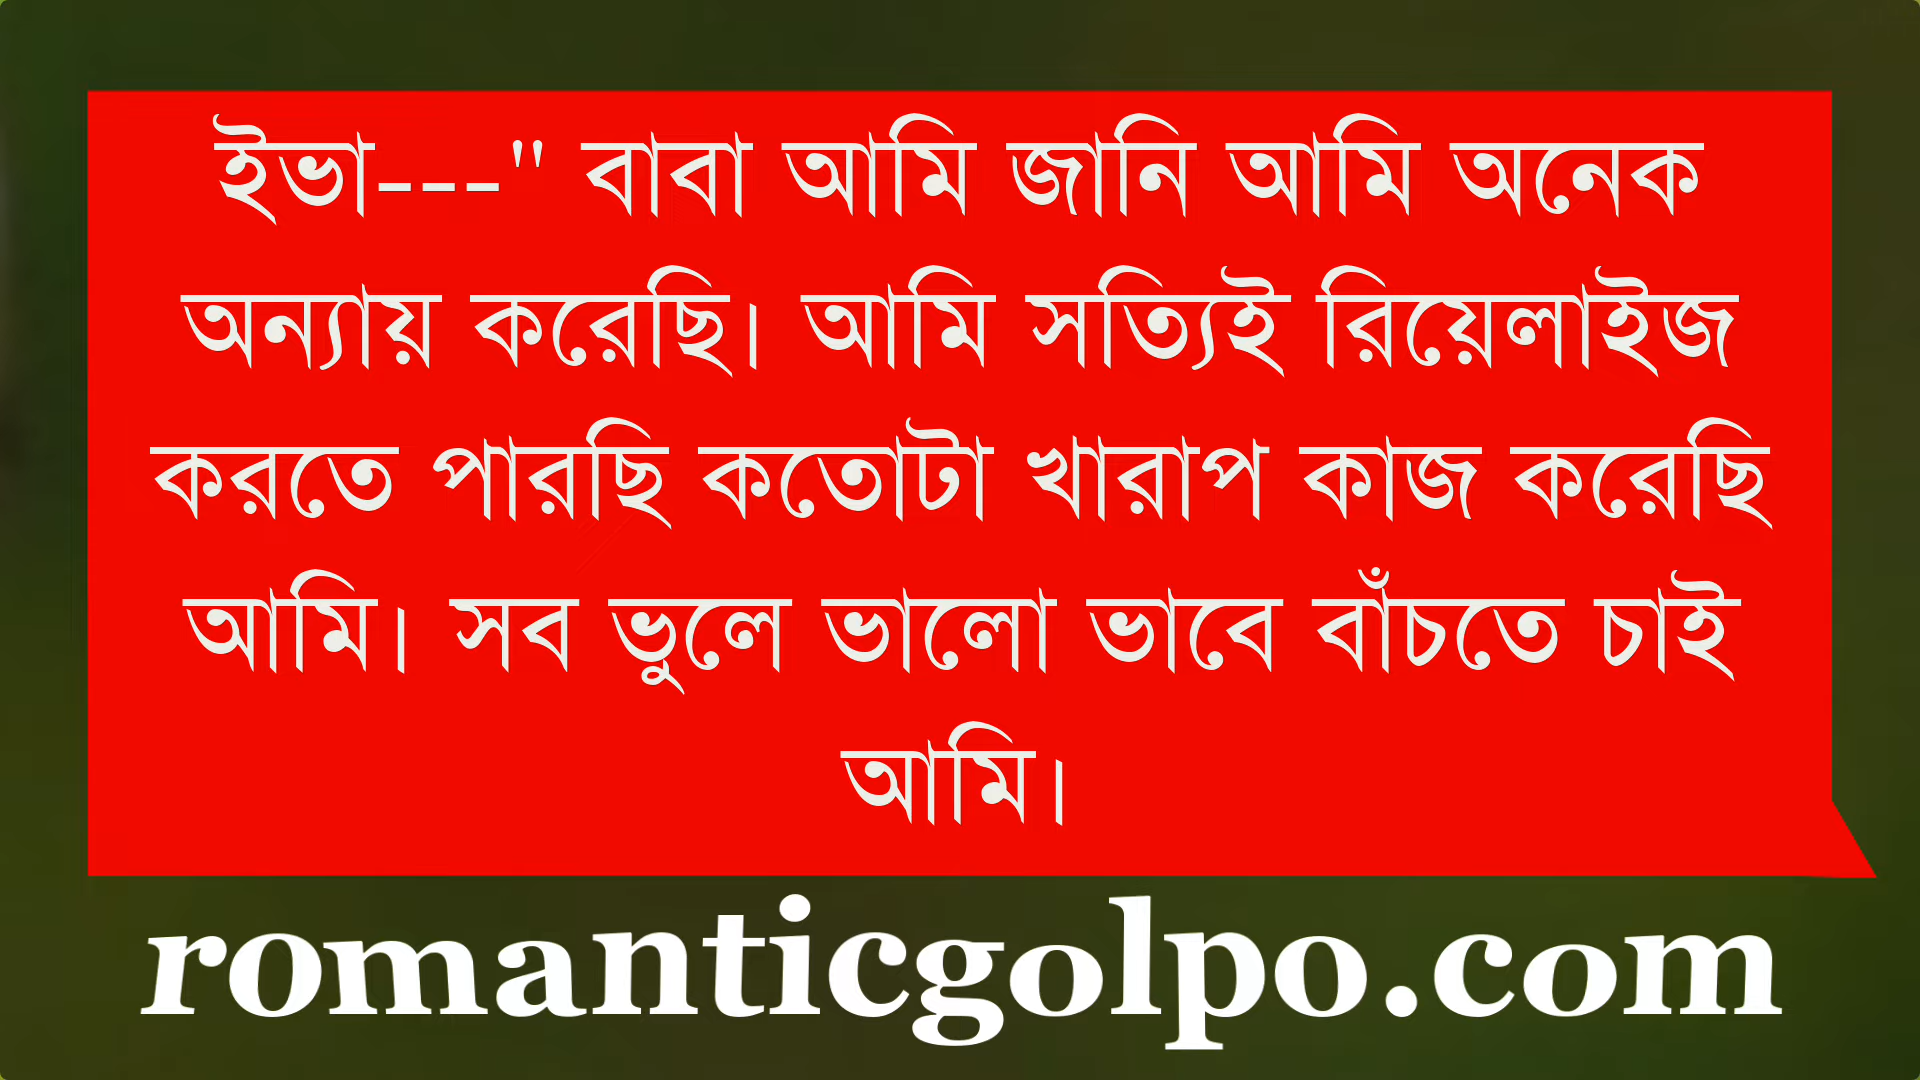 ইভা---" বাবা আমি জানি আমি অনেক
অন্যায় করেছি। আমি সত্যিই রিয়েলাইজ
করতে পারছি কতোটা খারাপ কাজ করেছি
আমি। সব ভুলে ভালো ভাবে বাঁচতে চাই
আমি।
romanticgolpo.com